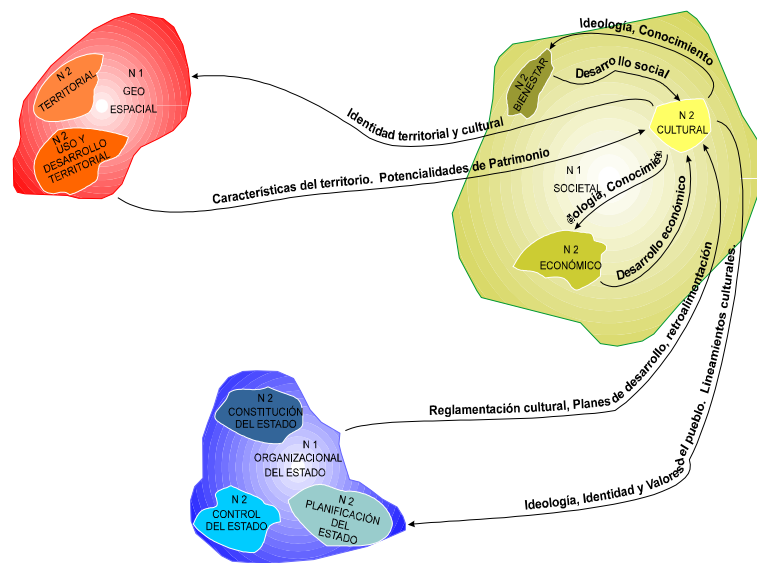 N 2
TERRITORIAL
N 1
GEO
ESPACIAL
N 2
USO Y
DESARROLLO
TERRITORIAL
Ideología, Conocimiento
N 2
BIENESTAR
Desarrollo social
N 2
CULTURAL
Identidad territorial y cultural
Características del territorio. Potencialidades de Patrimonio
N 1
SOCIETAL
Ideología, Conocimie
N 2
ECONÓMICO
Desarrollo económico
Reglamentación cultural, Planes de desarrollo, retroalimentación
Ideología, Identidad y Valores del pueblo. Lineamientos culturales.
N 2
CONSTITUCIÓN
DEL ESTADO
N 1
ORGANIZACIONAL
DEL ESTADO
N 2
CONTROL
DEL ESTADO
N 2
PLANIFICACIÓN
DEL
ESTADO